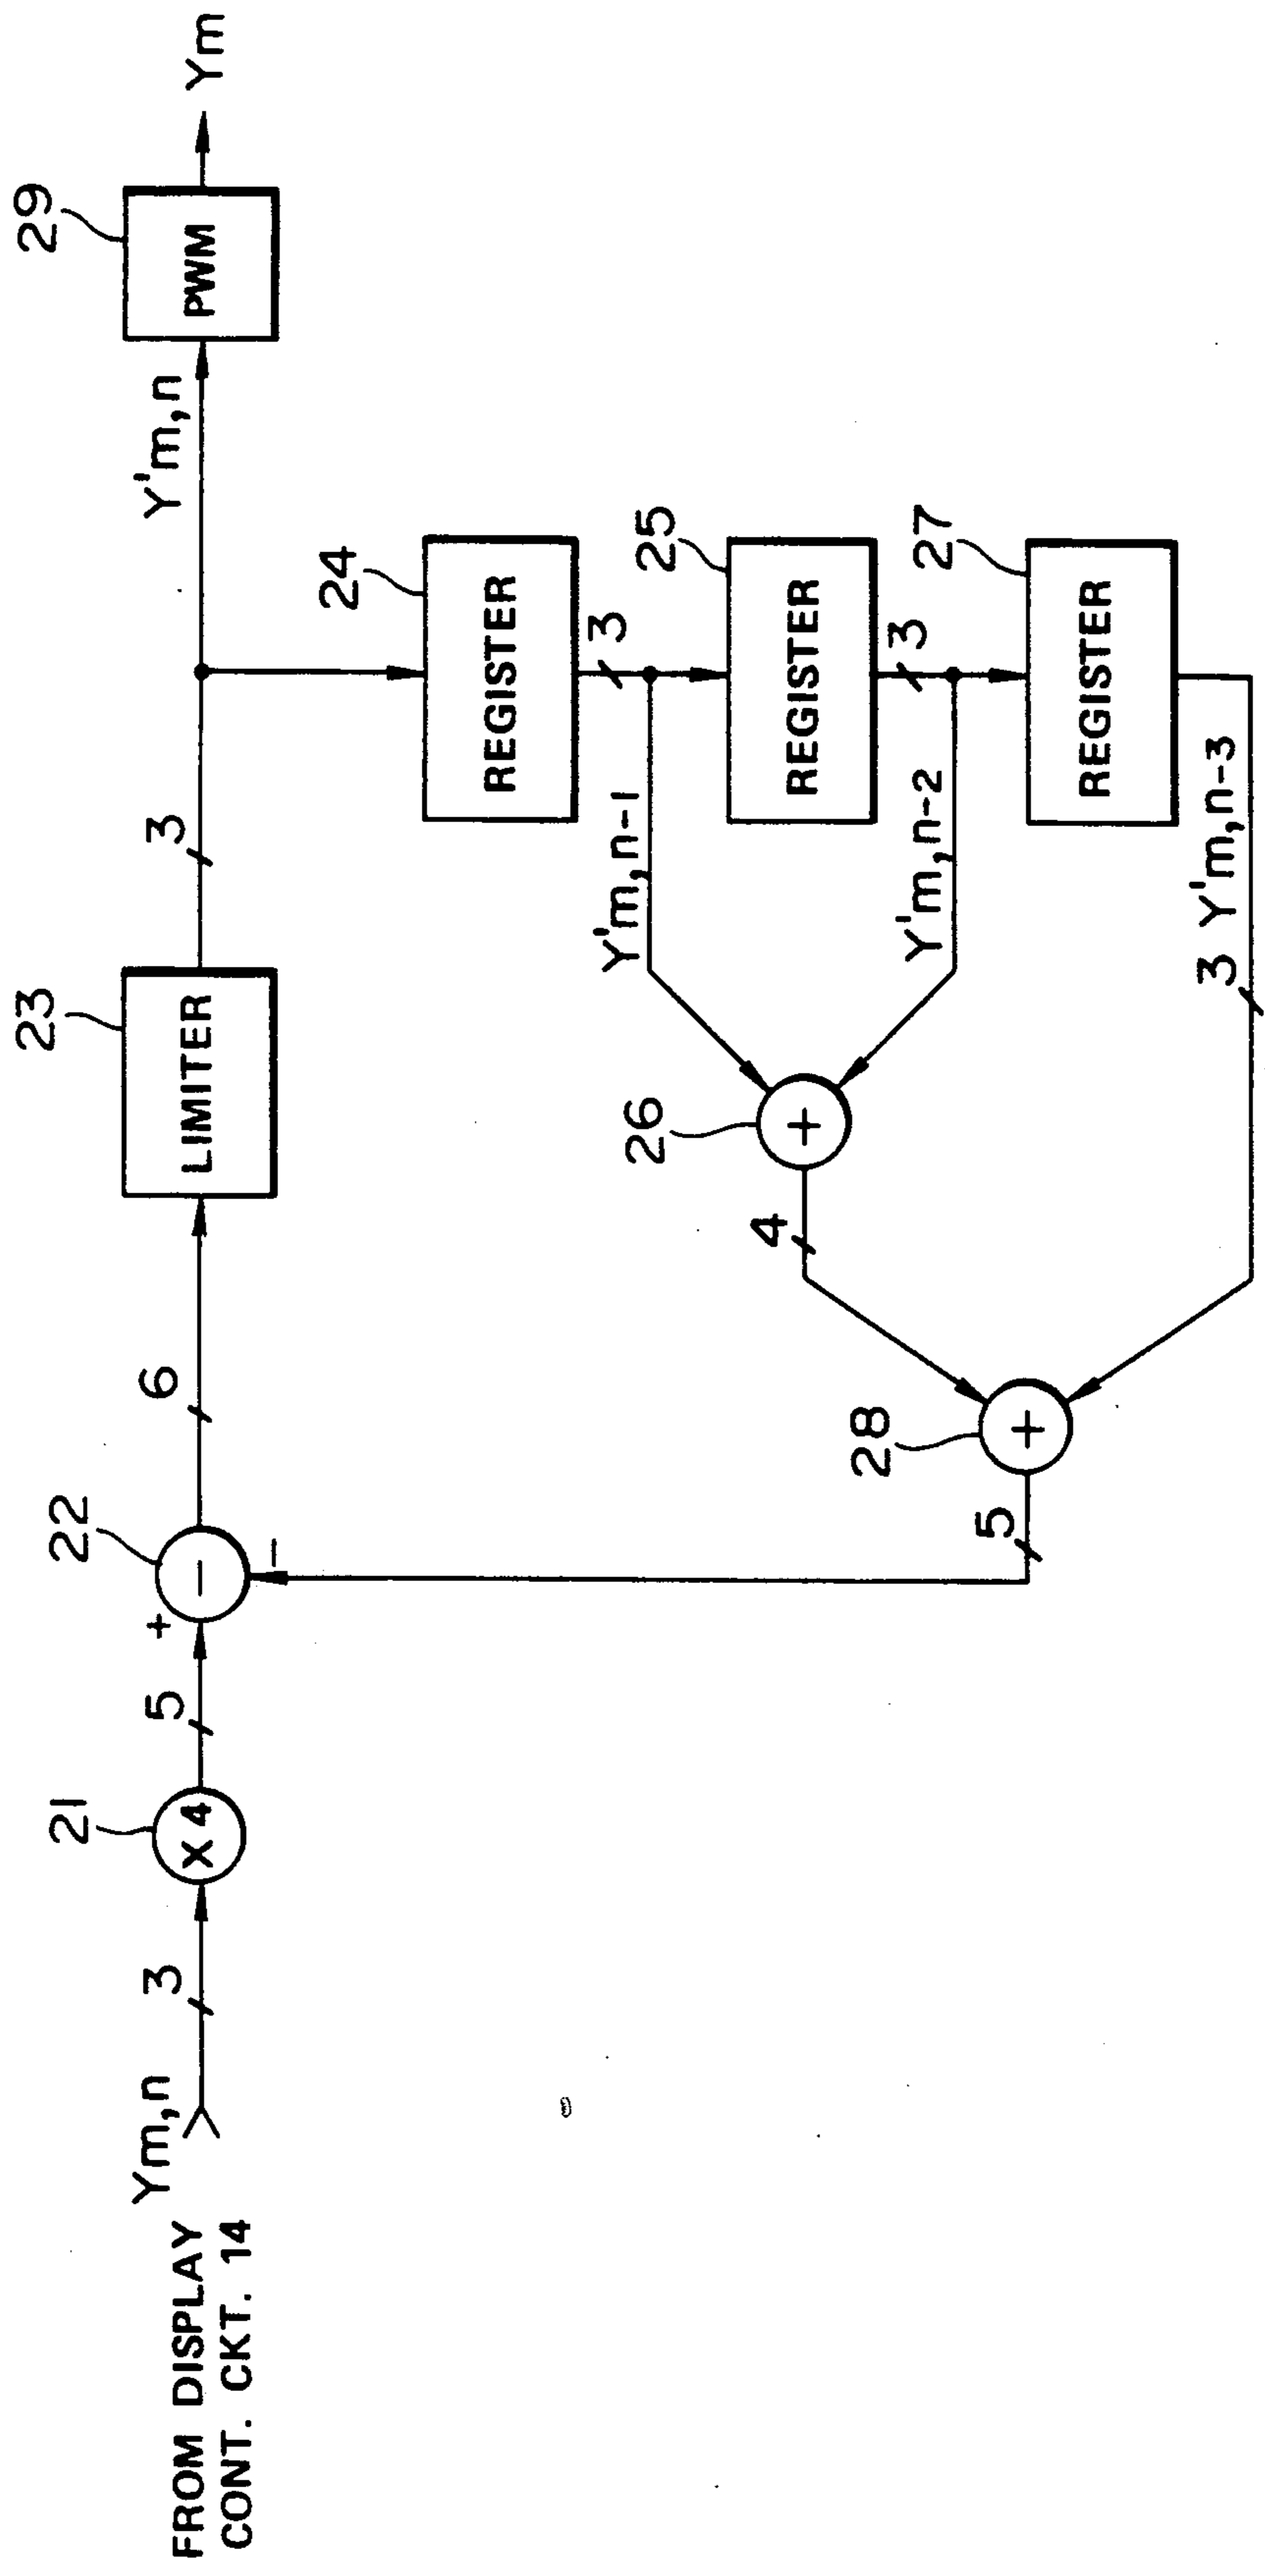 FROM DISPLAY
CONT. CKT. 14
Ym,n
3
21
X 4
5
+
22
−
−
6
23
LIMITER
3
Y'm,n
29
PWM
Ym
24
REGISTER
3
Y'm,n-1
25
REGISTER
3
Y'm,n-2
27
REGISTER
3 Y'm,n-3
26
+
4
28
+
5